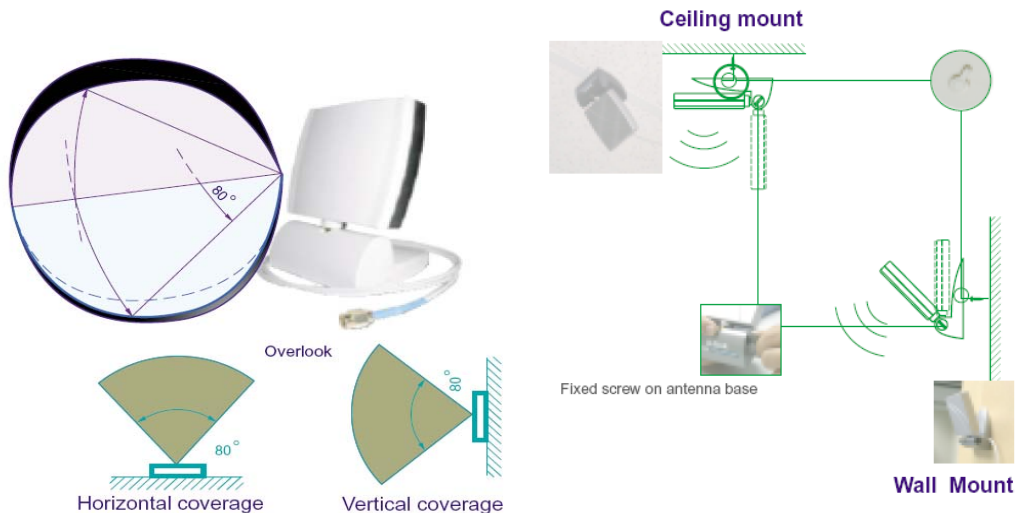 Ceiling mount
80°
Overlook
80°
80°
Fixed screw on antenna base
Horizontal coverage
Vertical coverage
Wall Mount